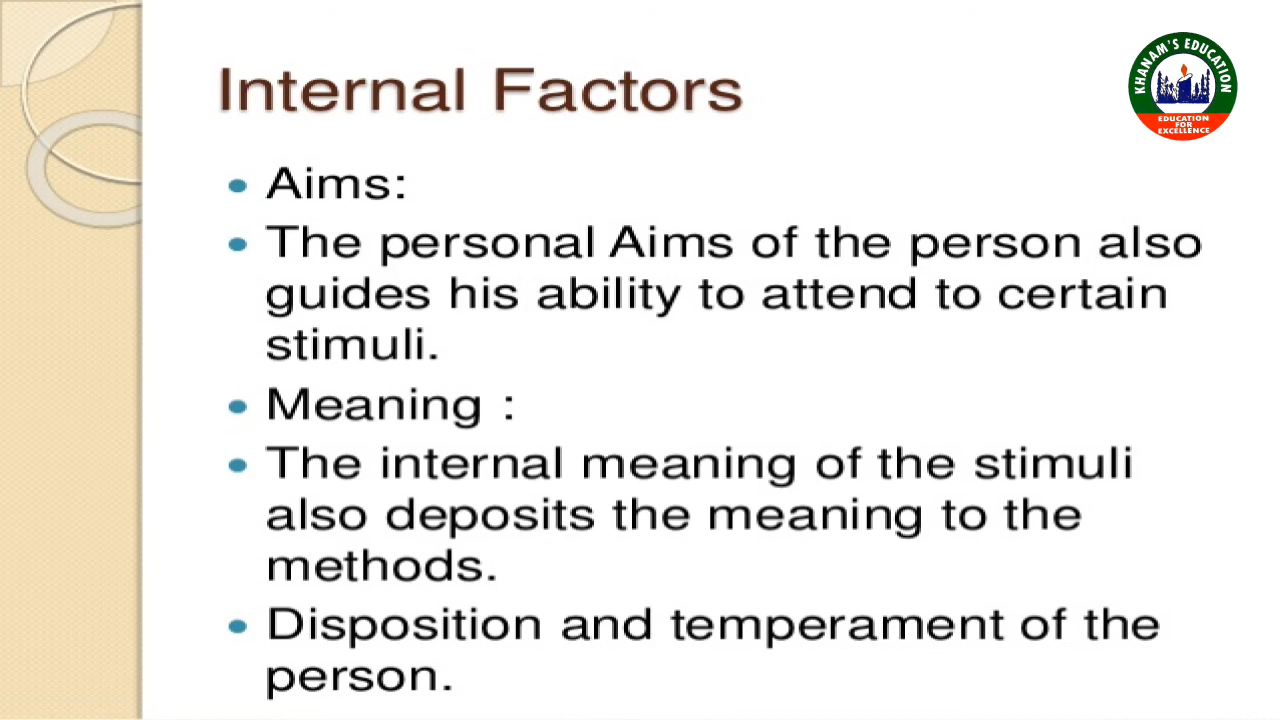 Internal Factors
KHANAM'S EDUCATION
EDUCATION
FOR
EXCELLENCE
• Aims:
• The personal Aims of the person also
guides his ability to attend to certain
stimuli.
• Meaning :
• The internal meaning of the stimuli
also deposits the meaning to the
methods.
• Disposition and temperament of the
person.